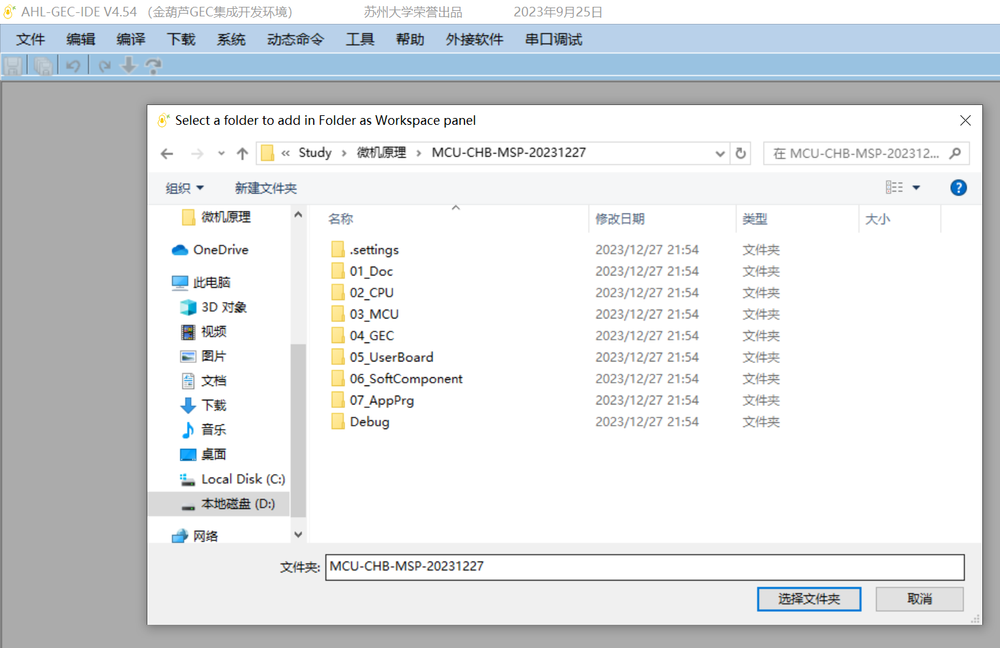 AHL-GEC-IDE V4.54 （金葫芦GEC集成开发环境） 苏州大学荣誉出品 2023年9月25日
文件 编辑 编译 下载 系统 动态命令 工具 帮助 外接软件 串口调试
Select a folder to add in Folder as Workspace panel
« Study › 微机原理 › MCU-CHB-MSP-20231227 在 MCU-CHB-MSP-202312...
组织 新建文件夹
微机原理
OneDrive
此电脑
3D 对象
视频
图片
文档
下载
音乐
桌面
Local Disk (C:)
本地磁盘 (D:)
网络
名称 修改日期 类型 大小
.settings 2023/12/27 21:54 文件夹
01_Doc 2023/12/27 21:54 文件夹
02_CPU 2023/12/27 21:54 文件夹
03_MCU 2023/12/27 21:54 文件夹
04_GEC 2023/12/27 21:54 文件夹
05_UserBoard 2023/12/27 21:54 文件夹
06_SoftComponent 2023/12/27 21:54 文件夹
07_AppPrg 2023/12/27 21:54 文件夹
Debug 2023/12/27 21:54 文件夹
文件夹: MCU-CHB-MSP-20231227
选择文件夹 取消